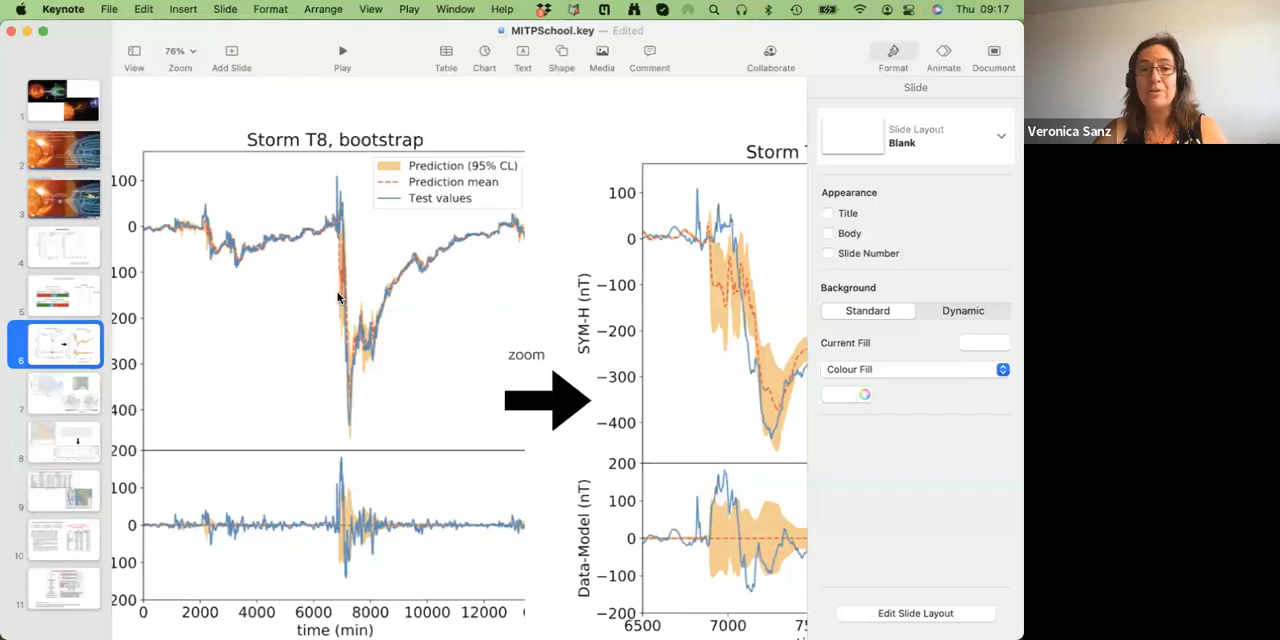 Keynote File Edit Insert Slide Format Arrange View Play Window Help Thu 09:17
MITPSchool.key — Edited
View Zoom Add Slide Play Table Chart Text Shape Media Comment Collaborate Format Animate Document
76%
Slide
Slide Layout
Blank
Appearance
Title
Body
Slide Number
Background
Standard Dynamic
Current Fill
Colour Fill
Edit Slide Layout
1
2
3
4
5
6
7
8
9
10
11
Storm T8, bootstrap
Prediction (95% CL)
Prediction mean
Test values
100
0
100
200
300
400
200
100
0
100
200
0 2000 4000 6000 8000 10000 12000
time (min)
zoom
Storm T
SYM-H (nT)
100
0
−100
−200
−300
−400
Data-Model (nT)
200
100
0
−100
−200
6500 7000 75
Veronica Sanz